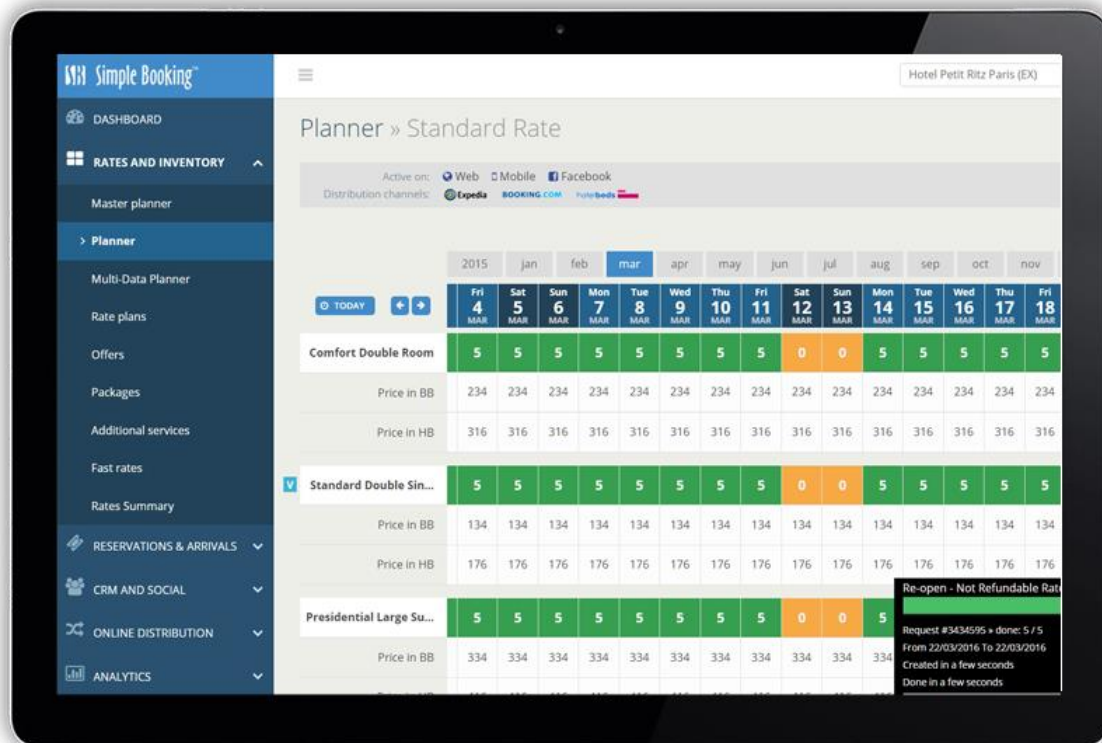 Simple Booking™
Hotel Petit Ritz Paris (EX)
DASHBOARD
RATES AND INVENTORY
Master planner
Planner
Multi-Data Planner
Rate plans
Offers
Packages
Additional services
Fast rates
Rates Summary
RESERVATIONS & ARRIVALS
CRM AND SOCIAL
ONLINE DISTRIBUTION
ANALYTICS
Planner » Standard Rate
Active on: Web Mobile Facebook
Distribution channels: Expedia BOOKING.COM hotelbeds
2015 jan feb mar apr may jun jul aug sep oct nov
TODAY
Fri Sat Sun Mon Tue Wed Thu Fri Sat Sun Mon Tue Wed Thu Fri
4 5 6 7 8 9 10 11 12 13 14 15 16 17 18
MAR MAR MAR MAR MAR MAR MAR MAR MAR MAR MAR MAR MAR MAR MAR
Comfort Double Room 5 5 5 5 5 5 5 5 0 0 5 5 5 5 5
Price in BB 234 234 234 234 234 234 234 234 234 234 234 234 234 234 234
Price in HB 316 316 316 316 316 316 316 316 316 316 316 316 316 316 316
V Standard Double Sin... 5 5 5 5 5 5 5 5 0 0 5 5 5 5 5
Price in BB 134 134 134 134 134 134 134 134 134 134 134 134 134 134 134
Price in HB 176 176 176 176 176 176 176 176 176 176 176 176 176 176 176
Presidential Large Su... 5 5 5 5 5 5 5 5 0 0 5
Price in BB 334 334 334 334 334 334 334 334 334 334 334
Re-open - Not Refundable Rat
Request #3434595 » done: 5 / 5
From 22/03/2016 To 22/03/2016
Created in a few seconds
Done in a few seconds